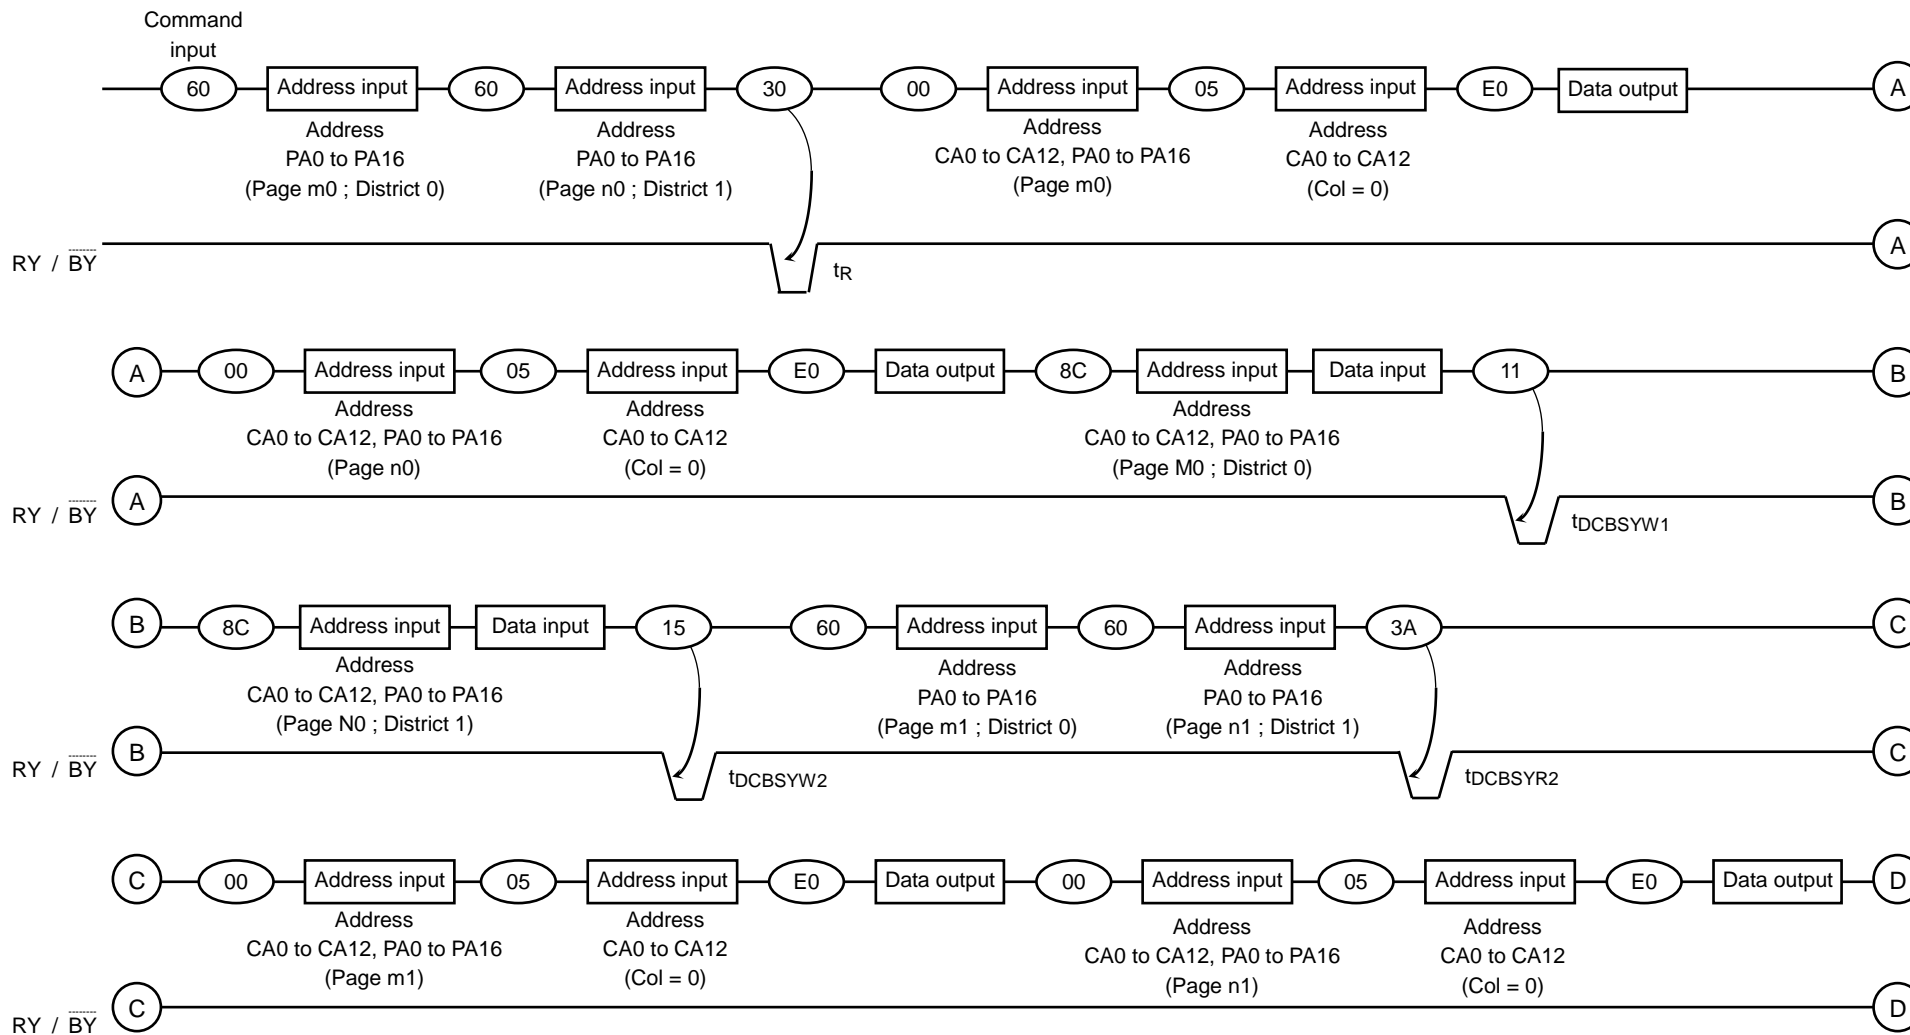 Command
input
60 Address input 60 Address input 30 00 Address input 05 Address input E0 Data output A
Address
PA0 to PA16
(Page m0 ; District 0)
Address
PA0 to PA16
(Page n0 ; District 1)
Address
CA0 to CA12, PA0 to PA16
(Page m0)
Address
CA0 to CA12
(Col = 0)
RY / BY tR A
A 00 Address input 05 Address input E0 Data output 8C Address input Data input 11 B
Address
CA0 to CA12, PA0 to PA16
(Page n0)
Address
CA0 to CA12
(Col = 0)
Address
CA0 to CA12, PA0 to PA16
(Page M0 ; District 0)
RY / BY A tDCBSYW1 B
B 8C Address input Data input 15 60 Address input 60 Address input 3A C
Address
CA0 to CA12, PA0 to PA16
(Page N0 ; District 1)
Address
PA0 to PA16
(Page m1 ; District 0)
Address
PA0 to PA16
(Page n1 ; District 1)
RY / BY B tDCBSYW2 tDCBSYR2 C
C 00 Address input 05 Address input E0 Data output 00 Address input 05 Address input E0 Data output D
Address
CA0 to CA12, PA0 to PA16
(Page m1)
Address
CA0 to CA12
(Col = 0)
Address
CA0 to CA12, PA0 to PA16
(Page n1)
Address
CA0 to CA12
(Col = 0)
RY / BY C D